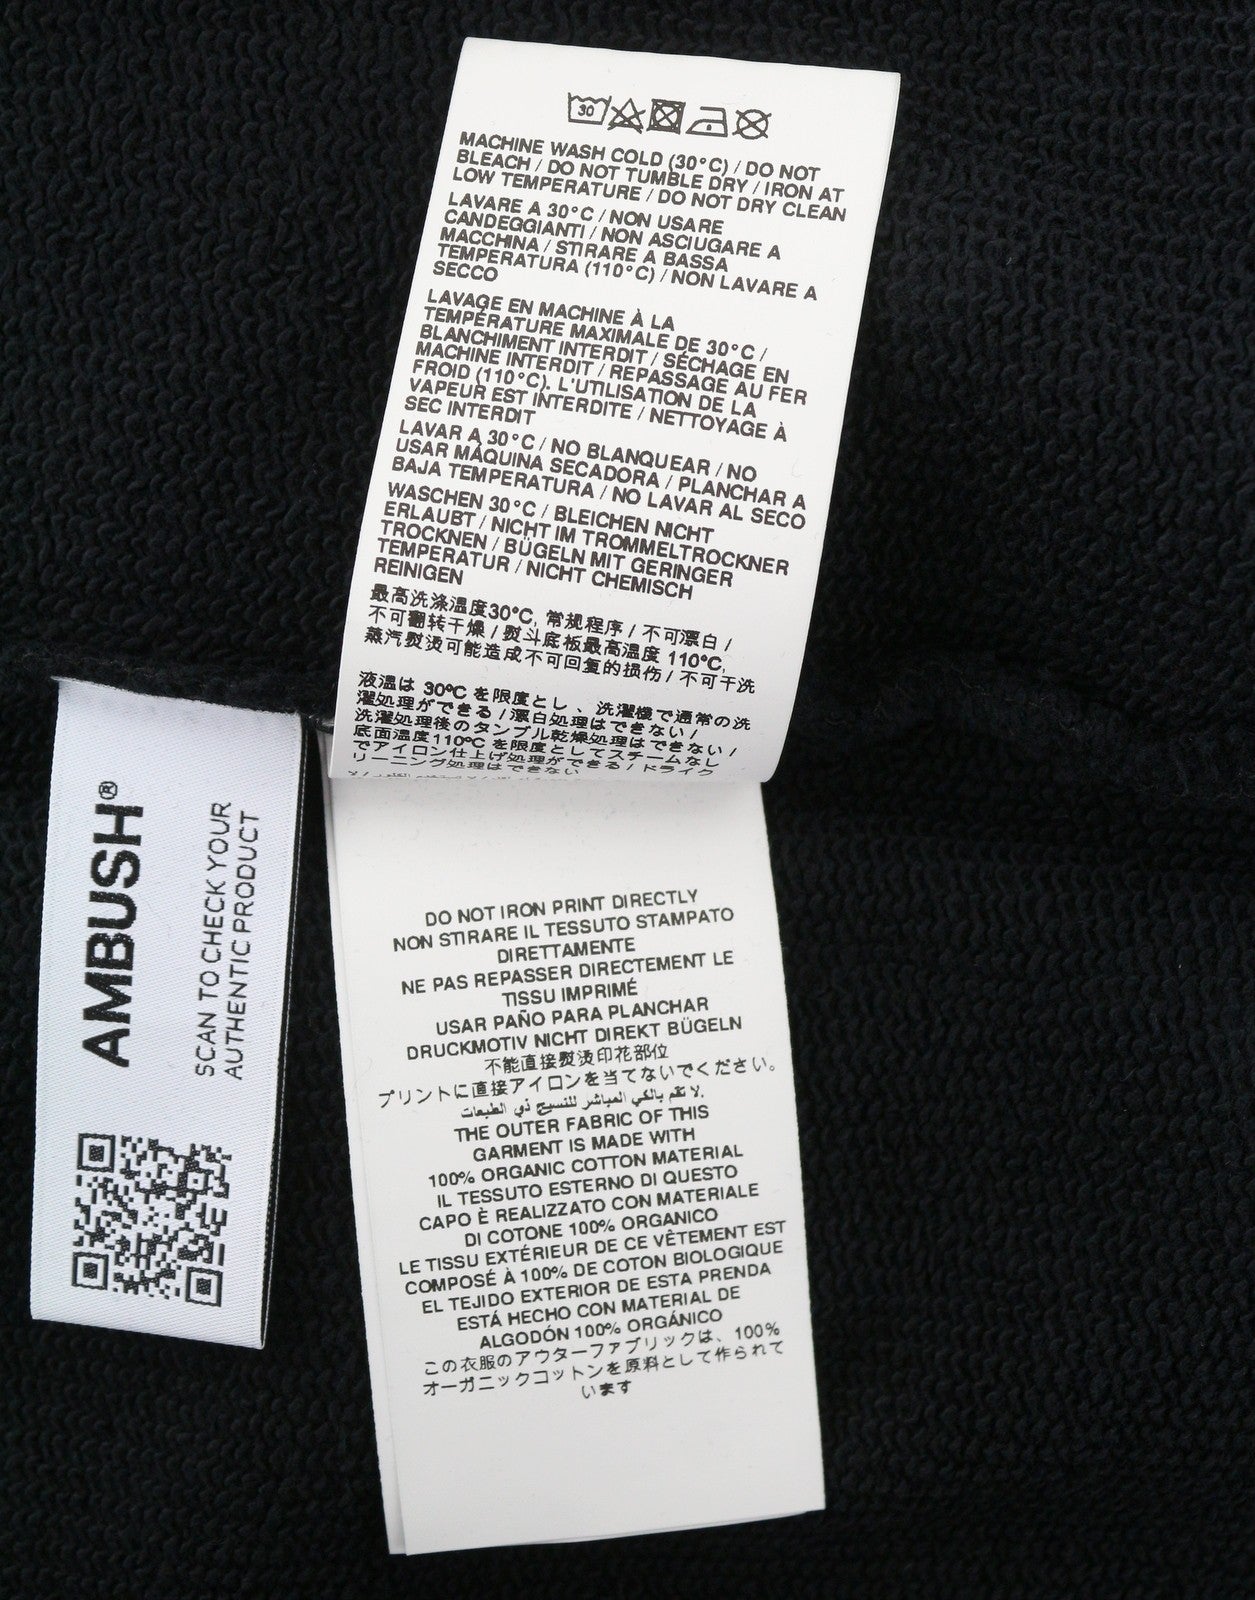 30
MACHINE WASH COLD (30°C) / DO NOT
BLEACH / DO NOT TUMBLE DRY / IRON AT
LOW TEMPERATURE / DO NOT DRY CLEAN
LAVARE A 30°C / NON USARE
CANDEGGIANTI / NON ASCIUGARE A
MACCHINA / STIRARE A BASSA
TEMPERATURA (110°C) / NON LAVARE A
SECCO
LAVAGE EN MACHINE À LA
TEMPÉRATURE MAXIMALE DE 30°C /
BLANCHIMENT INTERDIT / SÉCHAGE EN
MACHINE INTERDIT / REPASSAGE AU FER
FROID (110°C). L'UTILISATION DE LA
VAPEUR EST INTERDITE / NETTOYAGE À
SEC INTERDIT
LAVAR A 30°C / NO BLANQUEAR / NO
USAR MÁQUINA SECADORA / PLANCHAR A
BAJA TEMPERATURA / NO LAVAR AL SECO
WASCHEN 30°C / BLEICHEN NICHT
ERLAUBT / NICHT IM TROMMELTROCKNER
TROCKNEN / BÜGELN MIT GERINGER
TEMPERATUR / NICHT CHEMISCH
REINIGEN
最高洗涤温度30°C, 常规程序 / 不可漂白 /
不可翻转干燥 / 熨斗底板最高温度 110°C,
蒸汽熨烫可能造成不可回复的损伤 / 不可干洗
液温は 30°C を限度とし 、洗濯機で通常の洗
濯処理ができる / 漂白処理はできない /
洗濯処理後のタンブル乾燥処理はできない /
底面温度110°C を限度としてスチームなし
でアイロン仕上げ処理ができる / ドライク
リーニング処理はできない
AMBUSH®
SCAN TO CHECK YOUR
AUTHENTIC PRODUCT
DO NOT IRON PRINT DIRECTLY
NON STIRARE IL TESSUTO STAMPATO
DIRETTAMENTE
NE PAS REPASSER DIRECTEMENT LE
TISSU IMPRIMÉ
USAR PAÑO PARA PLANCHAR
DRUCKMOTIV NICHT DIREKT BÜGELN
不能直接熨烫印花部位
プリントに直接アイロンを当てないでください。
لا تقم بالكي المباشر للنسيج ذي الطبعات.
THE OUTER FABRIC OF THIS
GARMENT IS MADE WITH
100% ORGANIC COTTON MATERIAL
IL TESSUTO ESTERNO DI QUESTO
CAPO È REALIZZATO CON MATERIALE
DI COTONE 100% ORGANICO
LE TISSU EXTÉRIEUR DE CE VÊTEMENT EST
COMPOSÉ À 100% DE COTON BIOLOGIQUE
EL TEJIDO EXTERIOR DE ESTA PRENDA
ESTÁ HECHO CON MATERIAL DE
ALGODÓN 100% ORGÁNICO
この衣服のアウターファブリックは、100%
オーガニックコットンを原料として作られて
います